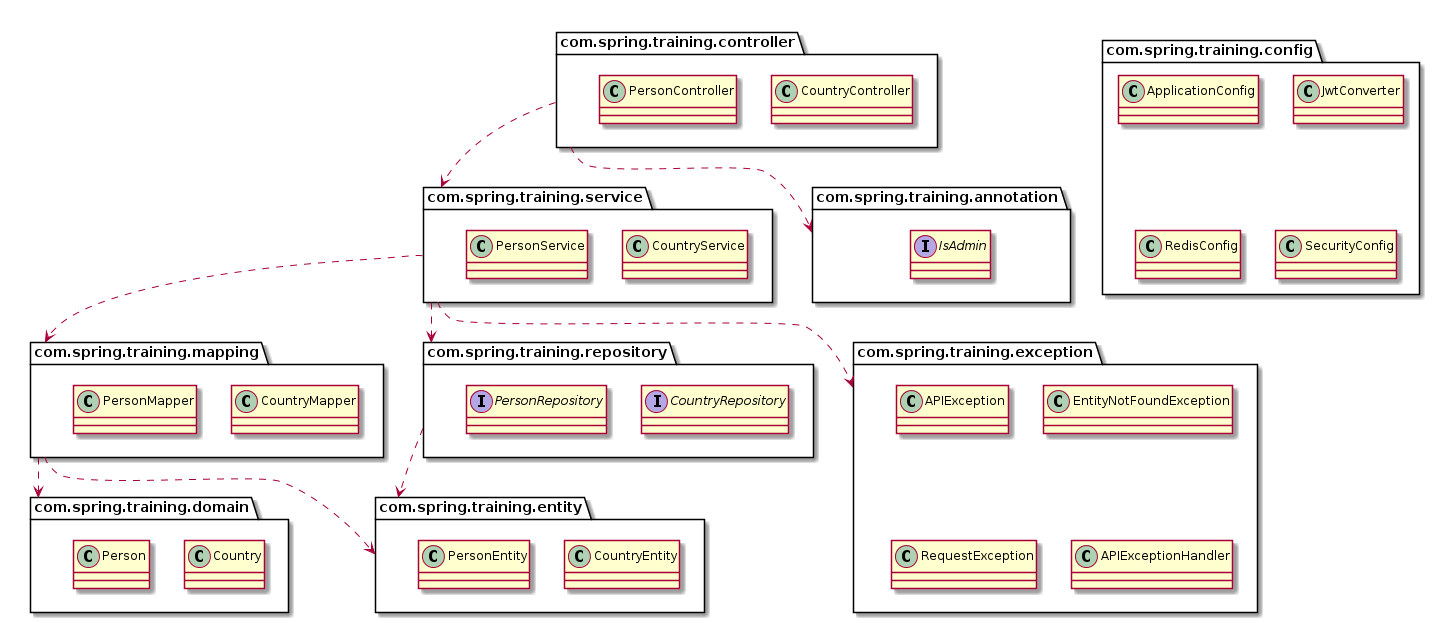 com.spring.training.controller
C PersonController
C CountryController
com.spring.training.config
C ApplicationConfig
C JwtConverter
C RedisConfig
C SecurityConfig
com.spring.training.service
C PersonService
C CountryService
com.spring.training.annotation
I IsAdmin
com.spring.training.mapping
C PersonMapper
C CountryMapper
com.spring.training.repository
I PersonRepository
I CountryRepository
com.spring.training.exception
C APIException
C EntityNotFoundException
C RequestException
C APIExceptionHandler
com.spring.training.domain
C Person
C Country
com.spring.training.entity
C PersonEntity
C CountryEntity